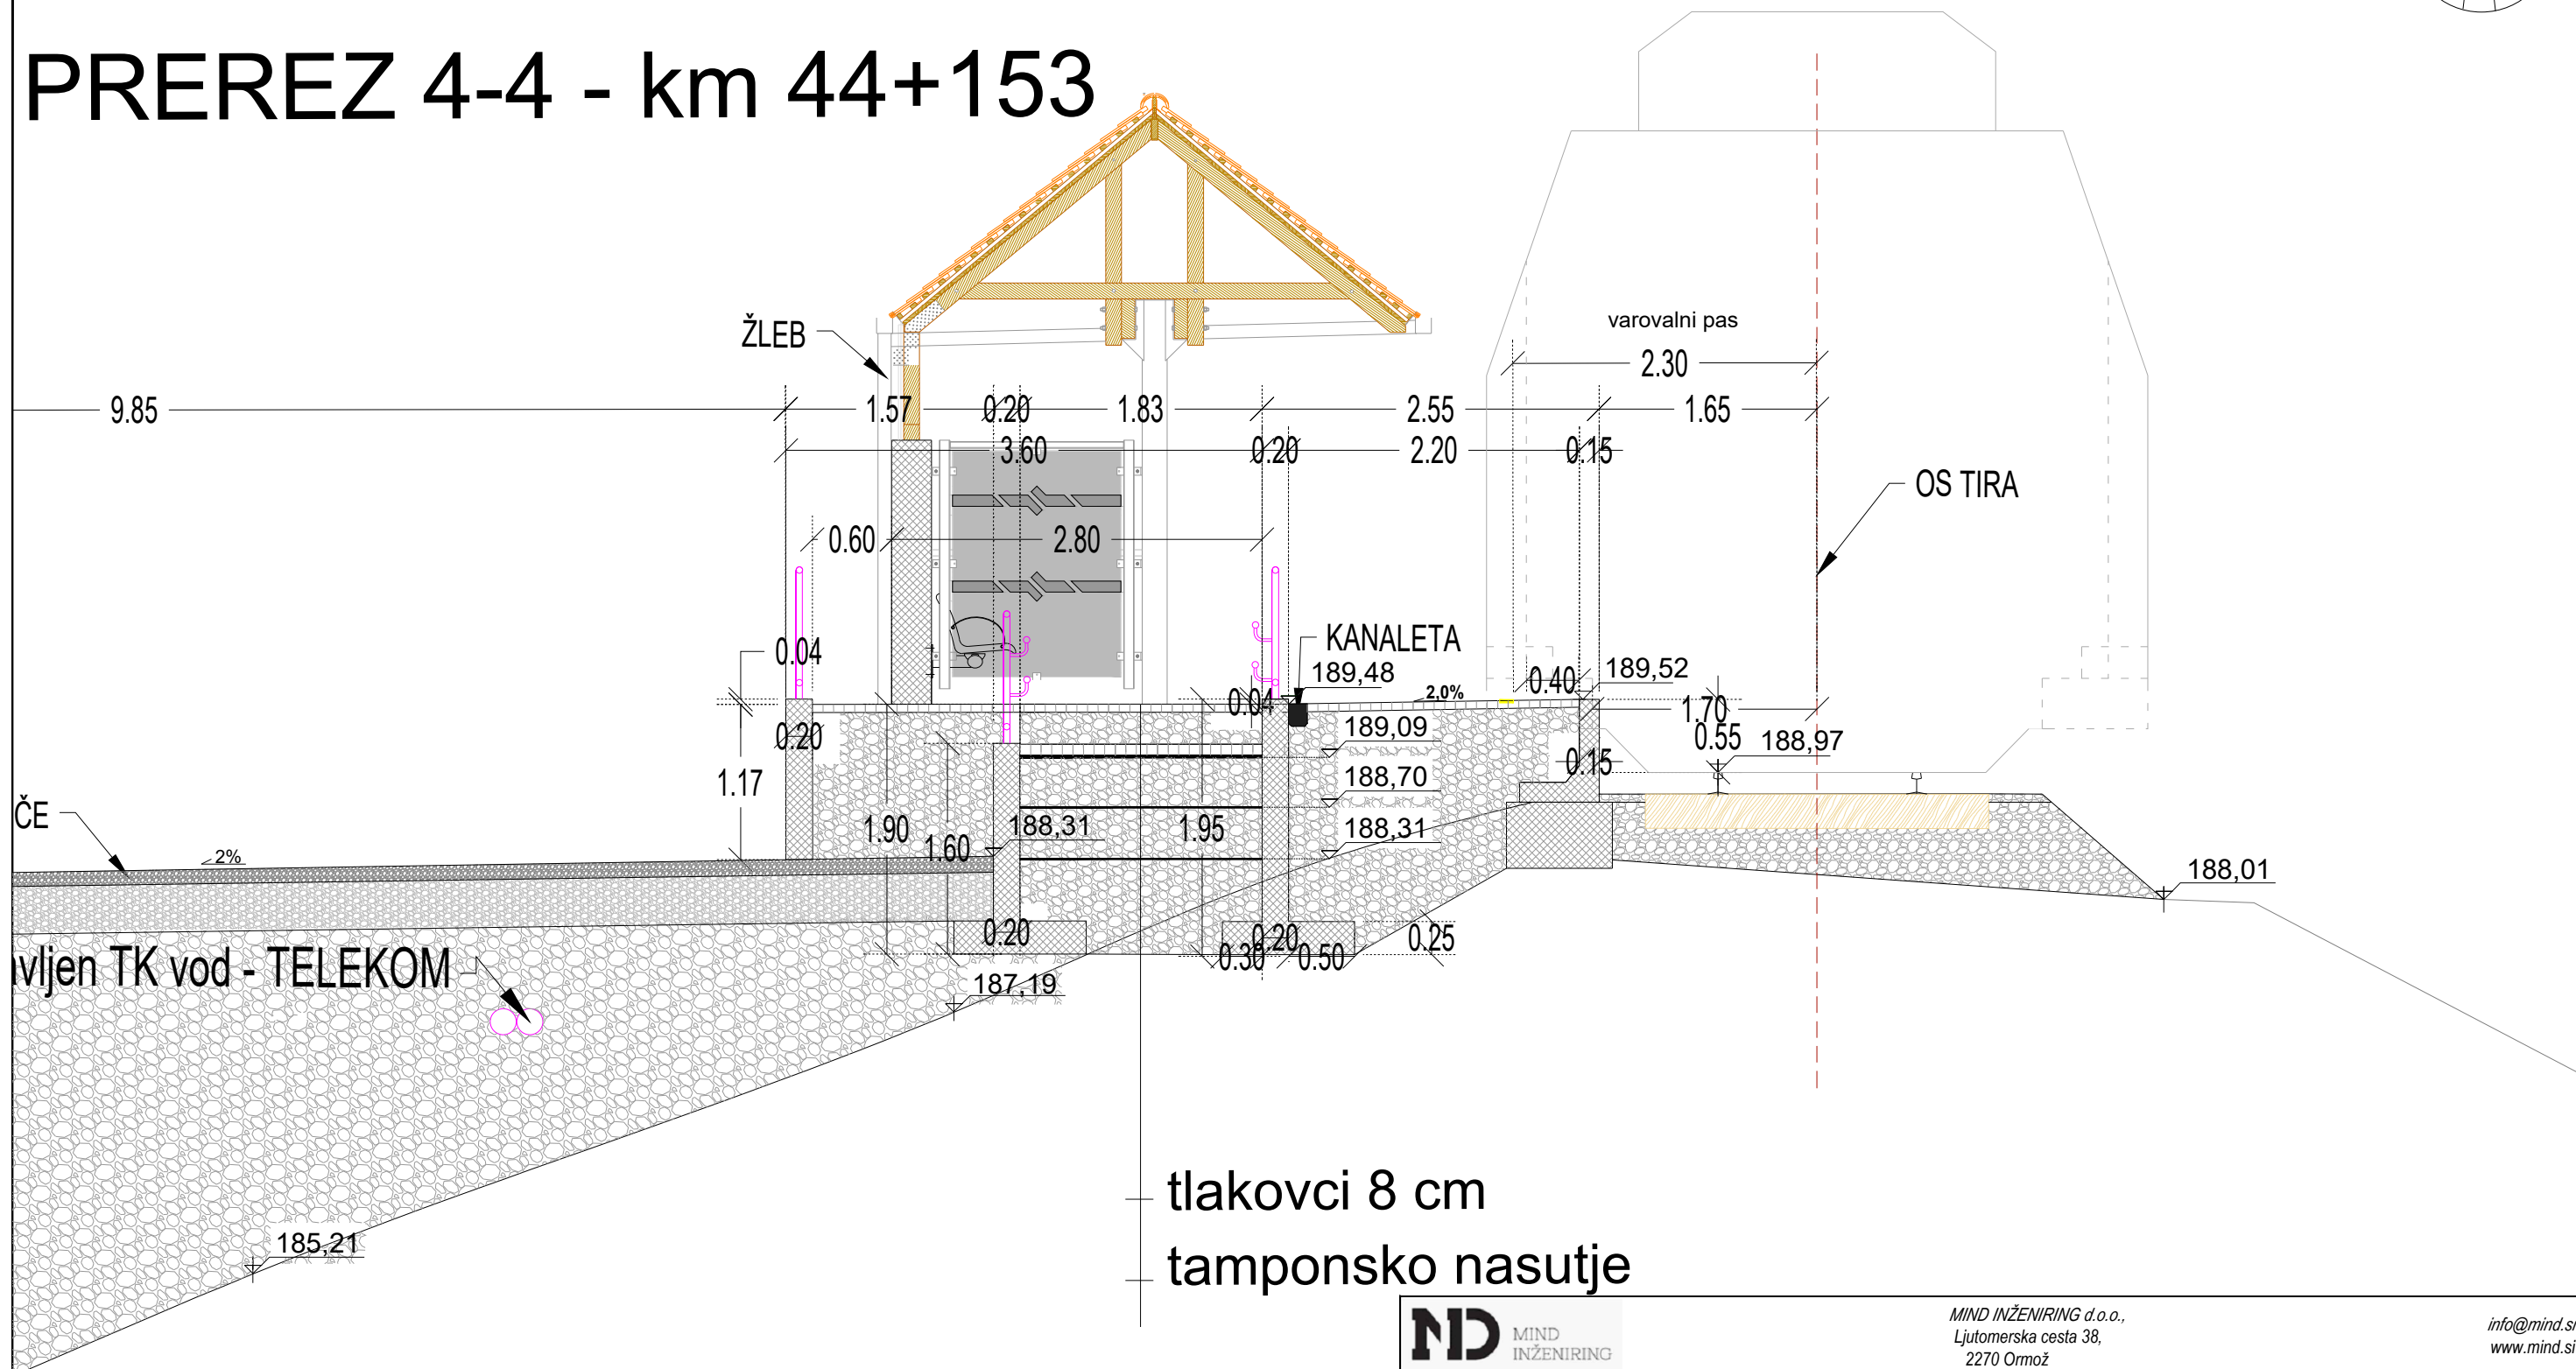 PREREZ 4-4 - km 44+153
ŽLEB
varovalni pas
2.30
9.85
1.57
0.20
1.83
2.55
1.65
3.60
0.20
2.20
0.15
OS TIRA
0.60
2.80
KANALETA
0.04
189,48
0.40
189,52
2,0%
0.04
1.70
0.20
189,09
0.55
188,97
0.15
1.17
188,70
ČE
2%
1.90
1.60
188,31
1.95
188,31
188,01
0.20
0.20
0.30
0.50
0.25
vljen TK vod - TELEKOM
187,19
185,21
tlakovci 8 cm
tamponsko nasutje
MIND
INŽENIRING
MIND INŽENIRING d.o.o.,
Ljutomerska cesta 38,
2270 Ormož
info@mind.si
www.mind.si